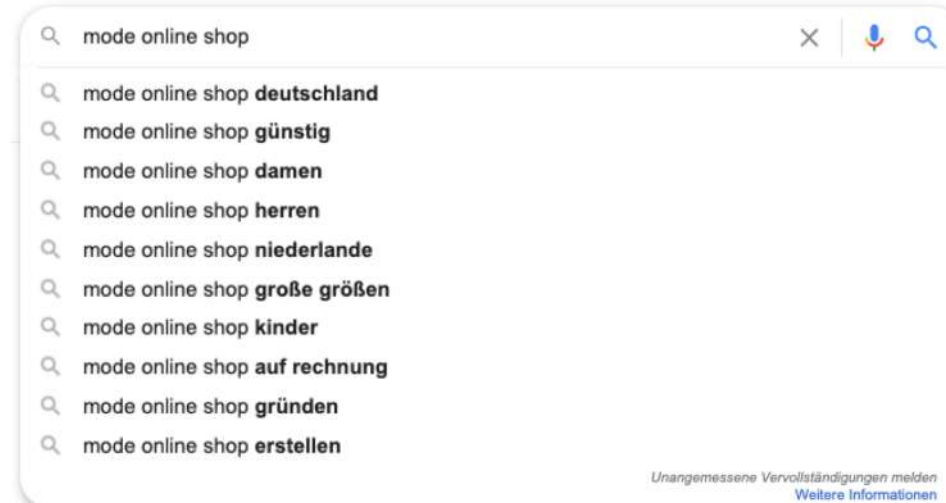 mode online shop
mode online shop deutschland
mode online shop günstig
mode online shop damen
mode online shop herren
mode online shop niederlande
mode online shop große größen
mode online shop kinder
mode online shop auf rechnung
mode online shop gründen
mode online shop erstellen
Unangemessene Vervollständigungen melden
Weitere Informationen